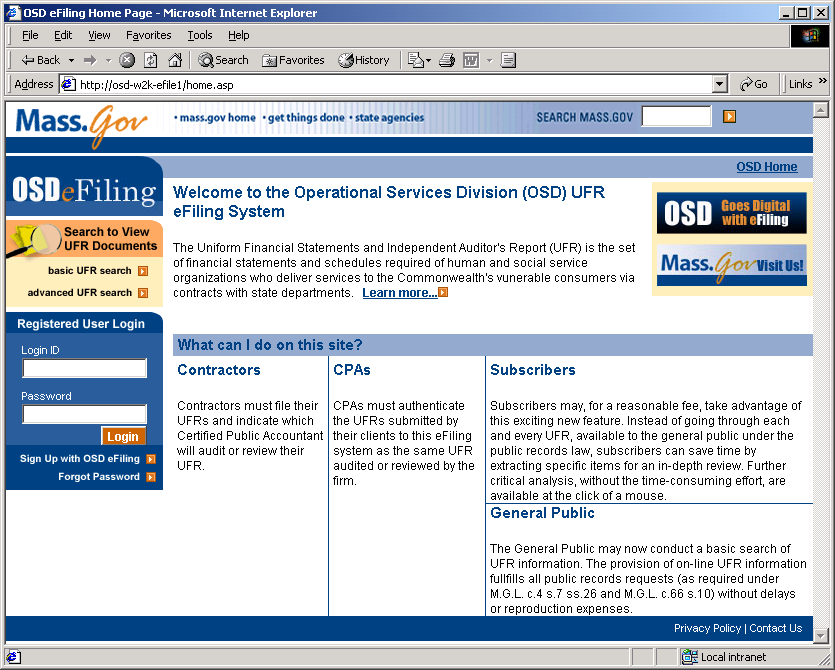 OSD eFiling Home Page - Microsoft Internet Explorer
File Edit View Favorites Tools Help
Back Search Favorites History
Address http://osd-w2k-efile1/home.asp Go Links »
Mass.Gov • mass.gov home • get things done • state agencies SEARCH MASS.GOV
OSD Home
OSD eFiling
Search to View
UFR Documents
basic UFR search
advanced UFR search
Registered User Login
Login ID
Password
Login
Sign Up with OSD eFiling
Forgot Password
Welcome to the Operational Services Division (OSD) UFR
eFiling System
The Uniform Financial Statements and Independent Auditor's Report (UFR) is the set
of financial statements and schedules required of human and social service
organizations who deliver services to the Commonwealth's vunerable consumers via
contracts with state departments. Learn more...
OSD Goes Digital
with eFiling
Mass.Gov Visit Us!
What can I do on this site?
Contractors
Contractors must file their
UFRs and indicate which
Certified Public Accountant
will audit or review their
UFR.
CPAs
CPAs must authenticate
the UFRs submitted by
their clients to this eFiling
system as the same UFR
audited or reviewed by the
firm.
Subscribers
Subscribers may, for a reasonable fee, take advantage of
this exciting new feature. Instead of going through each
and every UFR, available to the general public under the
public records law, subscribers can save time by
extracting specific items for an in-depth review. Further
critical analysis, without the time-consuming effort, are
available at the click of a mouse.
General Public
The General Public may now conduct a basic search of
UFR information. The provision of on-line UFR information
fullfills all public records requests (as required under
M.G.L. c.4 s.7 ss.26 and M.G.L. c.66 s.10) without delays
or reproduction expenses.
Privacy Policy | Contact Us
Local intranet